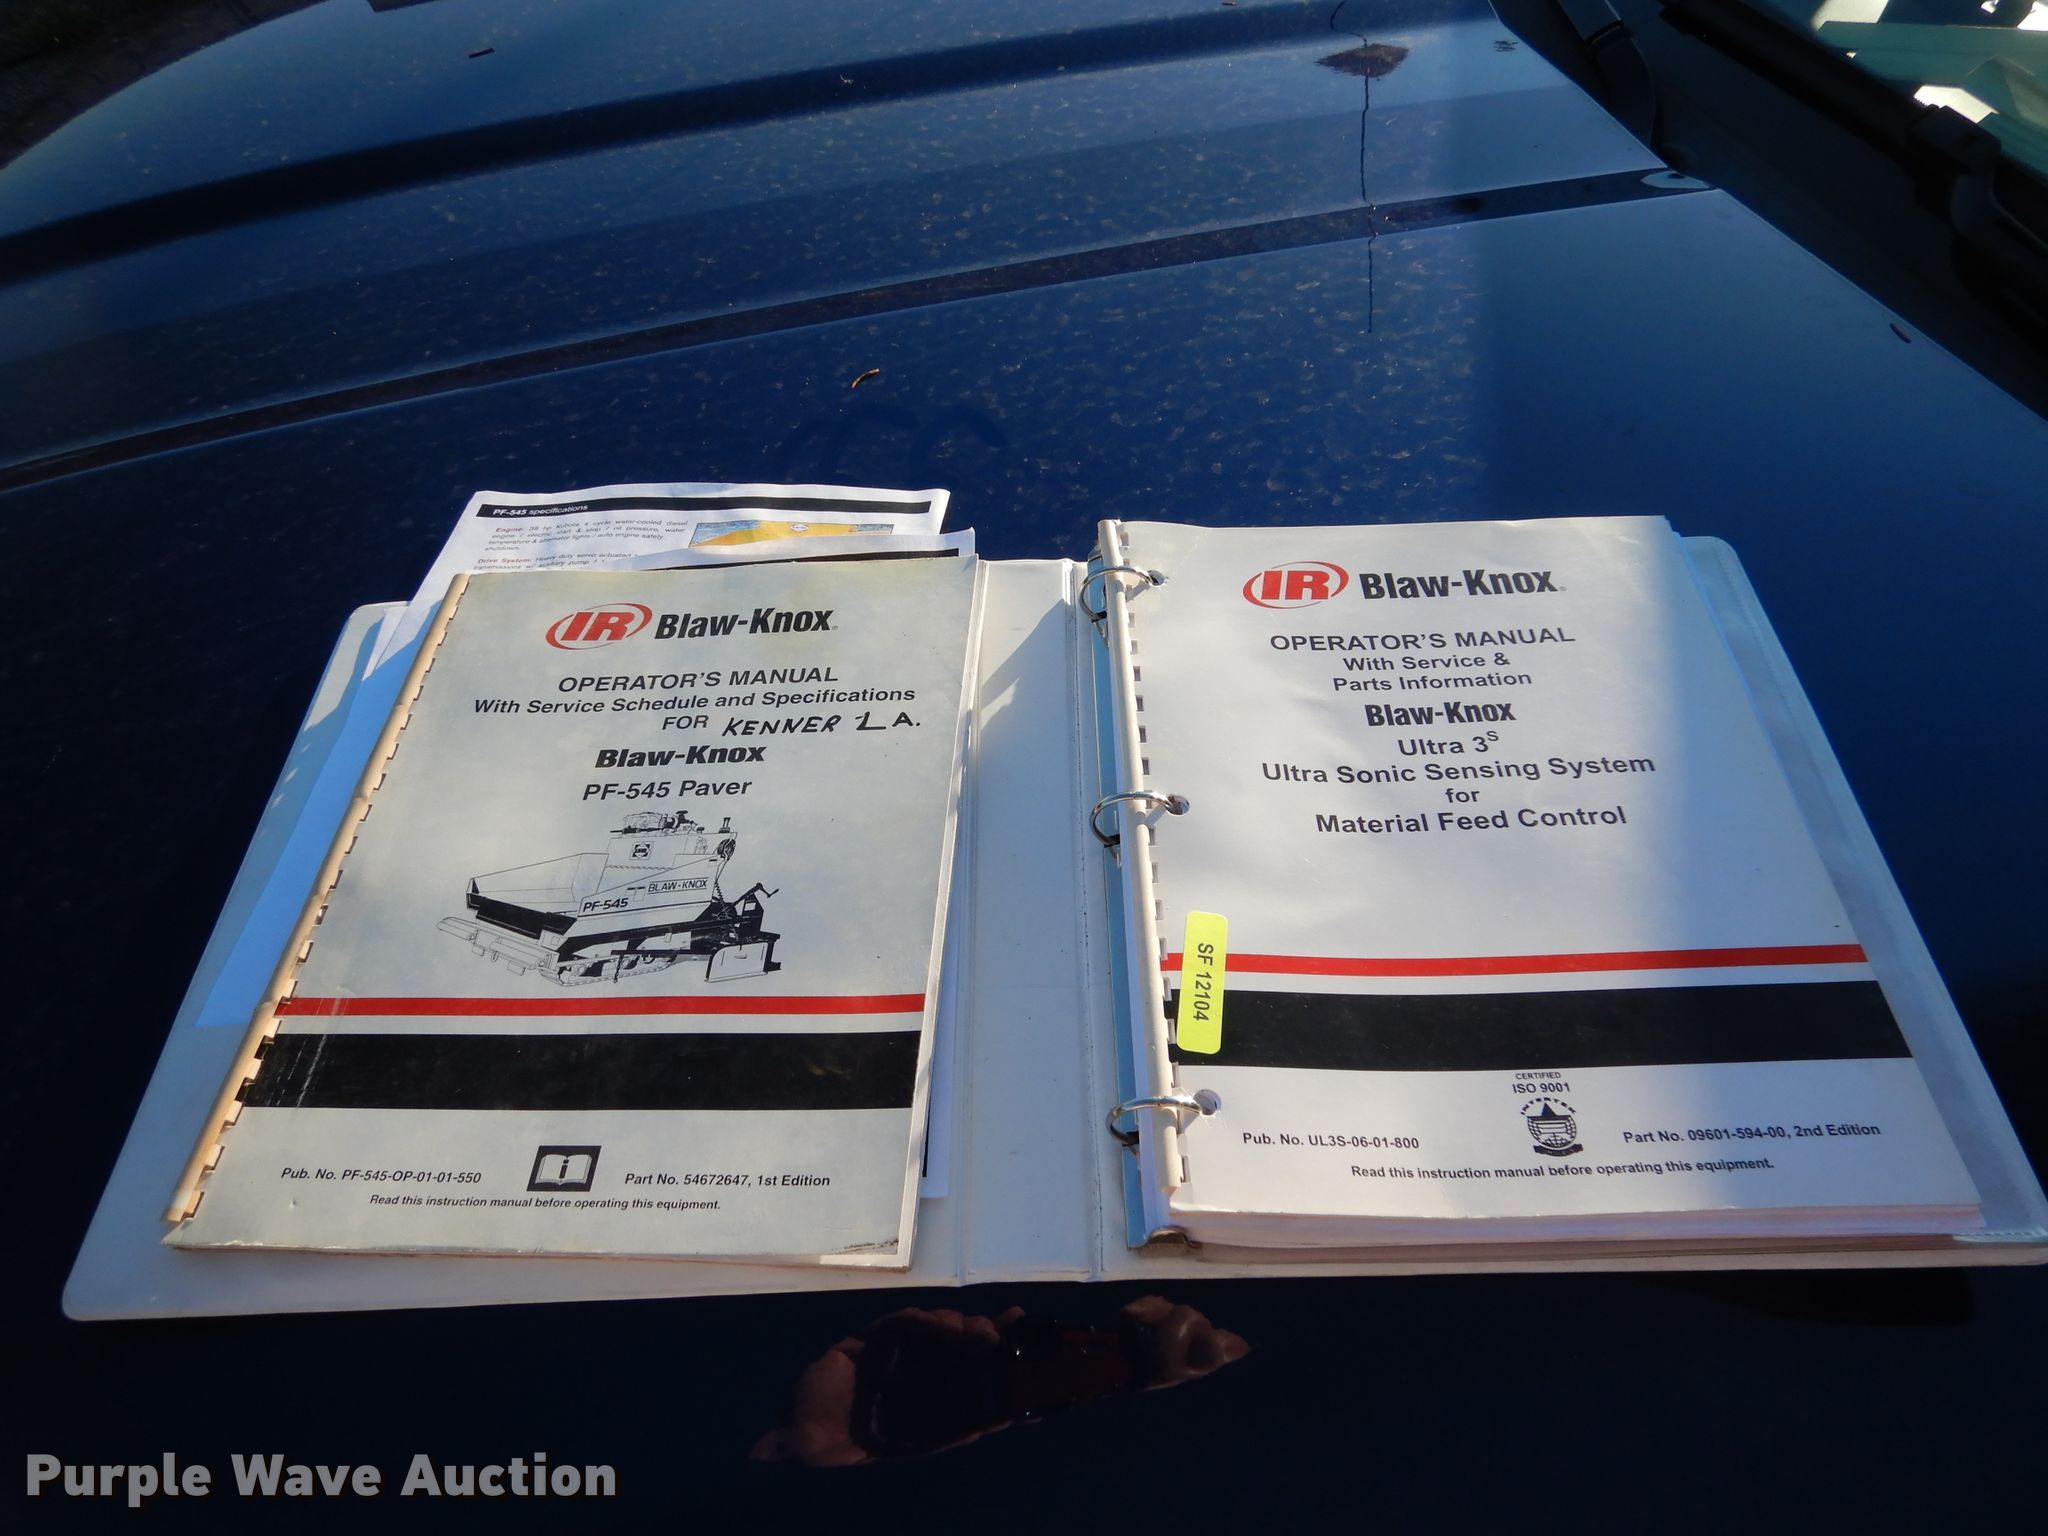 PF-545 specifications
Engine: 38 hp Kubota 4 cycle water-cooled diesel
engine / electric start & stop / oil pressure, water
temperature & alternator lights / auto engine safety
shutdown.
Drive System: Heavy duty servo actuated
transmissions w/ auxiliary pump /
IR Blaw-Knox
OPERATOR'S MANUAL
With Service Schedule and Specifications
FOR KENNER LA.
Blaw-Knox
PF-545 Paver
BLAW-KNOX
PF-545
Pub. No. PF-545-OP-01-01-550
i
Part No. 54672647, 1st Edition
Read this instruction manual before operating this equipment.
IR Blaw-Knox®
OPERATOR'S MANUAL
With Service &
Parts Information
Blaw-Knox
Ultra 3S
Ultra Sonic Sensing System
for
Material Feed Control
SF 12104
CERTIFIED
ISO 9001
INTERTEK
Pub. No. UL3S-06-01-800
Part No. 09601-594-00, 2nd Edition
Read this instruction manual before operating this equipment.
Purple Wave Auction